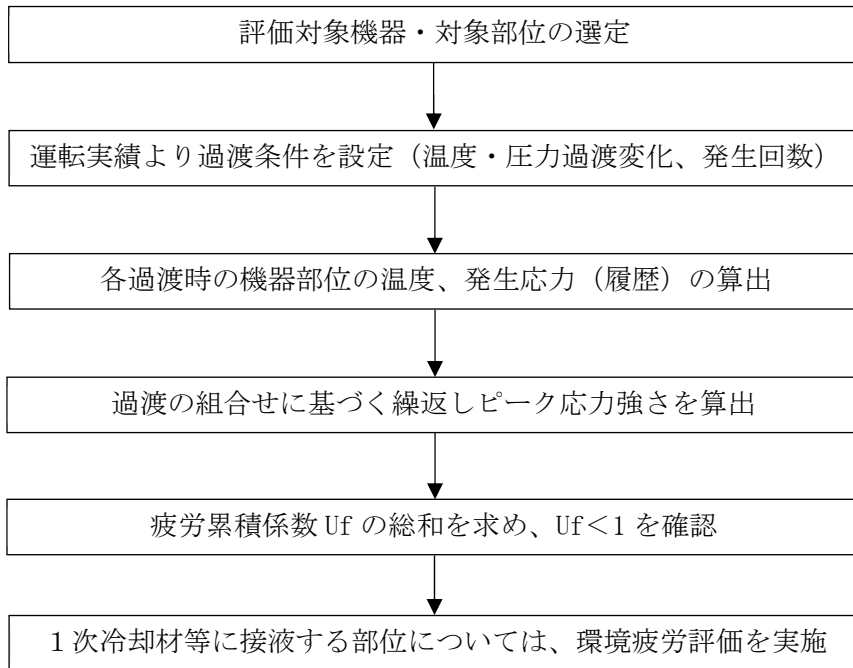 評価対象機器・対象部位の選定
運転実績より過渡条件を設定（温度・圧力過渡変化、発生回数）
各過渡時の機器部位の温度、発生応力（履歴）の算出
過渡の組合せに基づく繰返しピーク応力強さを算出
疲労累積係数 Uf の総和を求め、Uf＜1 を確認
１次冷却材等に接液する部位については、環境疲労評価を実施